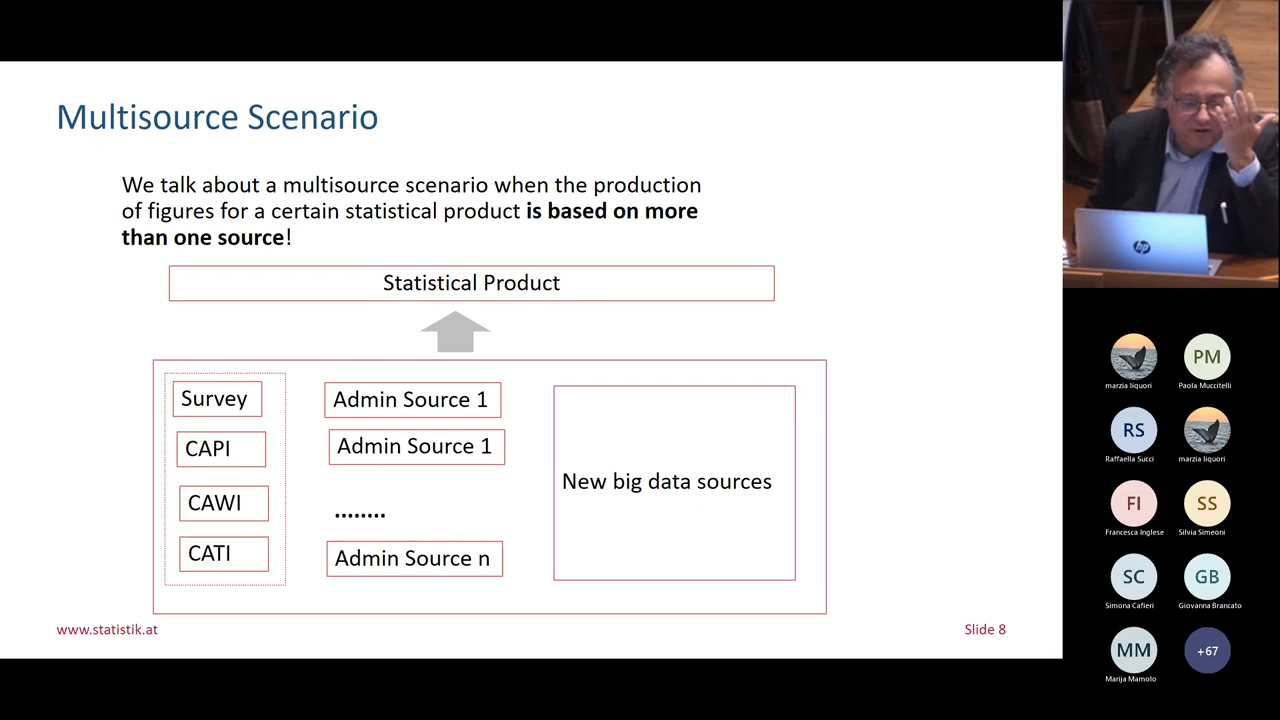 Multisource Scenario
We talk about a multisource scenario when the production
of figures for a certain statistical product is based on more
than one source!
Statistical Product
Survey
CAPI
CAWI
CATI
Admin Source 1
Admin Source 1
........
Admin Source n
New big data sources
www.statistik.at
Slide 8
hp
marzia liquori
PM
Paola Muccitelli
RS
Raffaella Succi
marzia liquori
FI
Francesca Inglese
SS
Silvia Simeoni
SC
Simona Cafieri
GB
Giovanna Brancato
MM
Marija Mamolo
+67